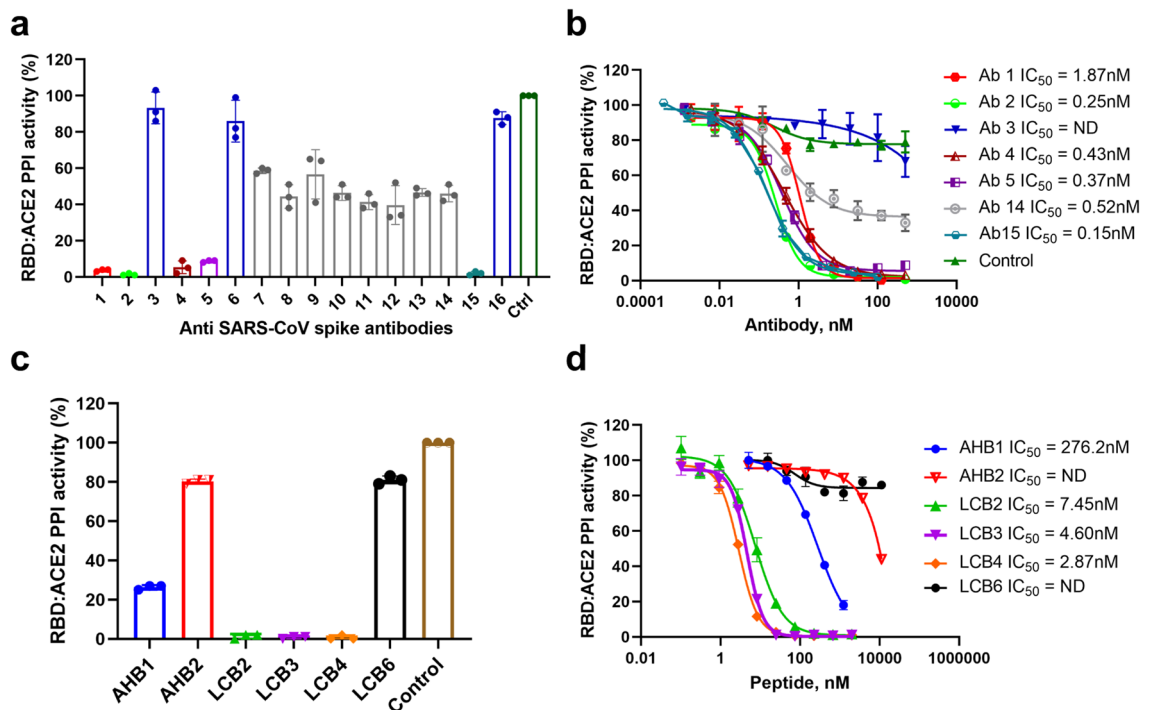 a
RBD:ACE2 PPI activity (%)
120
100
80
60
40
20
0
1 2 3 4 5 6 7 8 9 10 11 12 13 14 15 16 Ctrl
Anti SARS-CoV spike antibodies
b
RBD:ACE2 PPI activity (%)
120
100
80
60
40
20
0
0.0001 0.01 1 100 10000
Antibody, nM
Ab 1 IC50 = 1.87nM
Ab 2 IC50 = 0.25nM
Ab 3 IC50 = ND
Ab 4 IC50 = 0.43nM
Ab 5 IC50 = 0.37nM
Ab 14 IC50 = 0.52nM
Ab15 IC50 = 0.15nM
Control
c
RBD:ACE2 PPI activity (%)
120
100
80
60
40
20
0
AHB1 AHB2 LCB2 LCB3 LCB4 LCB6 Control
d
RBD:ACE2 PPI activity (%)
120
100
80
60
40
20
0
0.01 1 100 10000 1000000
Peptide, nM
AHB1 IC50 = 276.2nM
AHB2 IC50 = ND
LCB2 IC50 = 7.45nM
LCB3 IC50 = 4.60nM
LCB4 IC50 = 2.87nM
LCB6 IC50 = ND